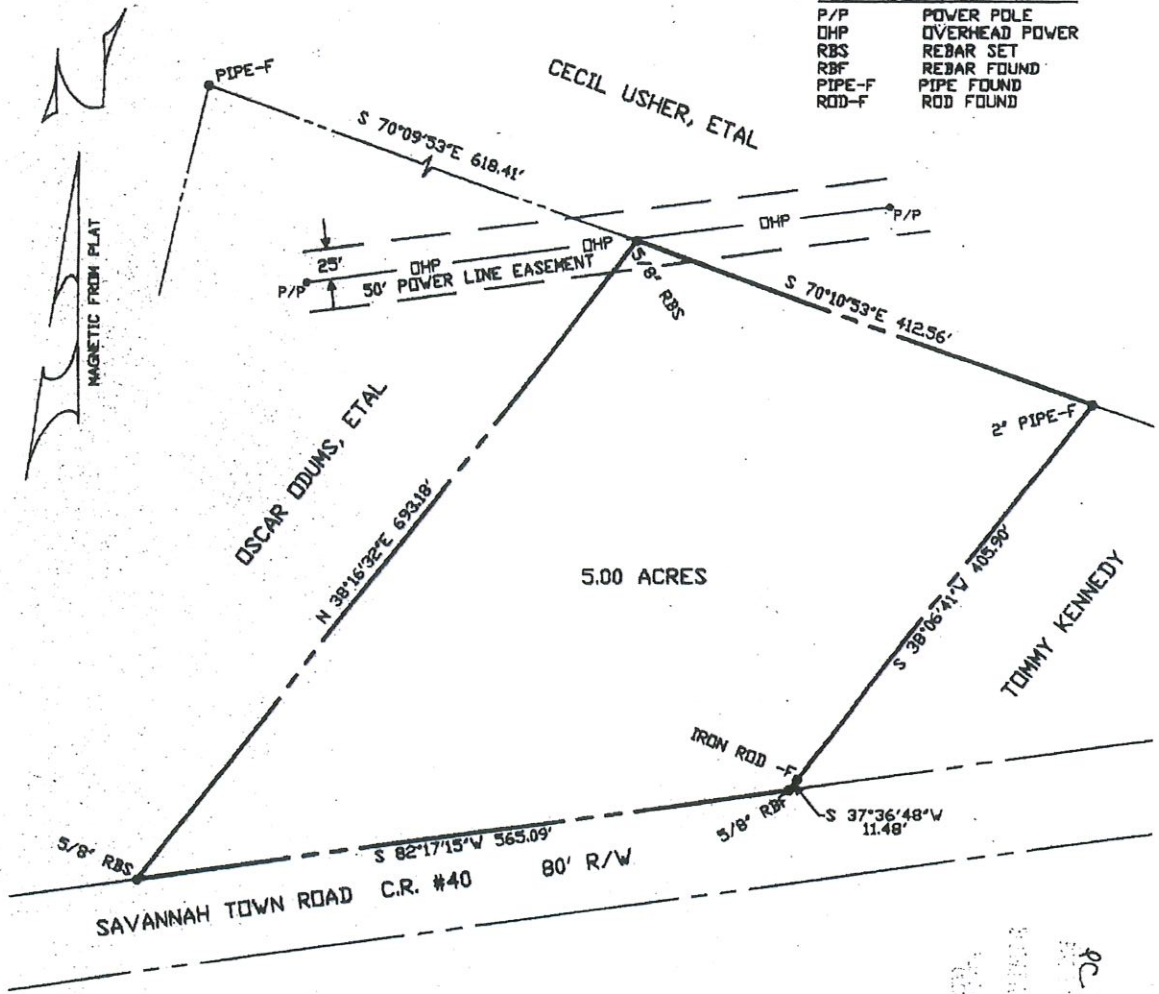 P/P POWER POLE
OHP OVERHEAD POWER
RBS REBAR SET
RBF REBAR FOUND
PIPE-F PIPE FOUND
ROD-F ROD FOUND
PIPE-F
CECIL USHER, ETAL
S 70°09'53"E 618.41'
MAGNETIC FROM PLAT
OHP
P/P
OHP
25'
OHP
P/P
50' POWER LINE EASEMENT
5/8" RBS
S 70°10'53"E 412.56'
2" PIPE-F
OSCAR ODUMS, ETAL
N 38°16'32"E 693.18'
5.00 ACRES
S 38°06'41"W 405.90'
TOMMY KENNEDY
IRON ROD -F
5/8" RBF
S 37°36'48"W
11.48'
5/8" RBS
S 82°17'15"W 565.09'
SAVANNAH TOWN ROAD C.R. #40 80' R/W